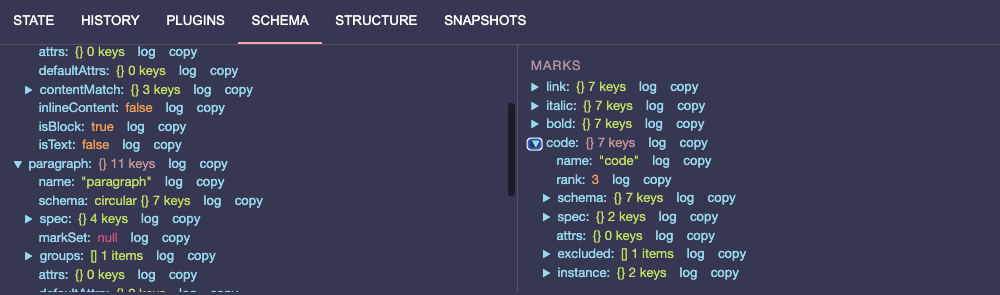 STATE HISTORY PLUGINS SCHEMA STRUCTURE SNAPSHOTS
attrs: {} 0 keys log copy
defaultAttrs: {} 0 keys log copy
▶ contentMatch: {} 3 keys log copy
inlineContent: false log copy
isBlock: true log copy
isText: false log copy
▼ paragraph: {} 11 keys log copy
name: "paragraph" log copy
schema: circular {} 7 keys log copy
▶ spec: {} 4 keys log copy
markSet: null log copy
▶ groups: [] 1 items log copy
attrs: {} 0 keys log copy
defaultAttrs: {} 0 keys log copy
MARKS
▶ link: {} 7 keys log copy
▶ italic: {} 7 keys log copy
▶ bold: {} 7 keys log copy
▼ code: {} 7 keys log copy
name: "code" log copy
rank: 3 log copy
▶ schema: {} 7 keys log copy
▶ spec: {} 2 keys log copy
attrs: {} 0 keys log copy
▶ excluded: [] 1 items log copy
▶ instance: {} 2 keys log copy